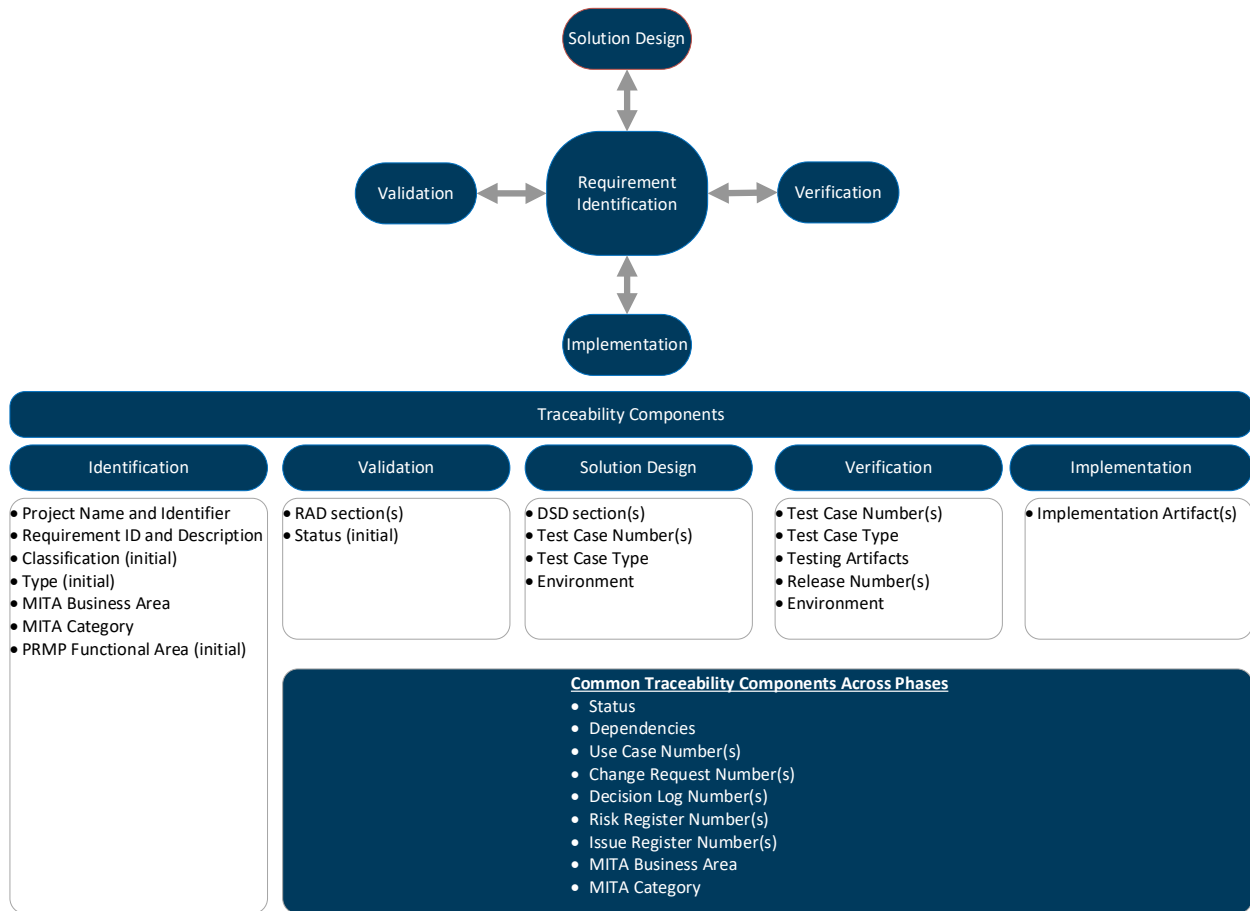 Solution Design
Requirement
Identification
Validation
Verification
Implementation
Traceability Components
Identification
Validation
Solution Design
Verification
Implementation
• Project Name and Identifier
• Requirement ID and Description
• Classification (initial)
• Type (initial)
• MITA Business Area
• MITA Category
• PRMP Functional Area (initial)
• RAD section(s)
• Status (initial)
• DSD section(s)
• Test Case Number(s)
• Test Case Type
• Environment
• Test Case Number(s)
• Test Case Type
• Testing Artifacts
• Release Number(s)
• Environment
• Implementation Artifact(s)
Common Traceability Components Across Phases
• Status
• Dependencies
• Use Case Number(s)
• Change Request Number(s)
• Decision Log Number(s)
• Risk Register Number(s)
• Issue Register Number(s)
• MITA Business Area
• MITA Category